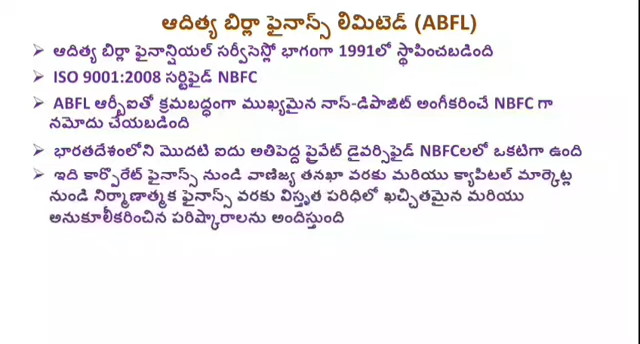 ఆదిత్య బిర్లా ఫైనాన్స్ లిమిటెడ్ (ABFL)
➢ ఆదిత్య బిర్లా ఫైనాన్షియల్ సర్వీసెస్లో భాగంగా 1991లో స్థాపించబడింది
➢ ISO 9001:2008 సర్టిఫైడ్ NBFC
➢ ABFL ఆర్బీఐతో క్రమబద్ధంగా ముఖ్యమైన నాన్-డిపాజిట్ అంగీకరించే NBFC గా
నమోదు చేయబడింది
➢ భారతదేశంలోని మొదటి ఐదు అతిపెద్ద ప్రైవేట్ డైవర్సిఫైడ్ NBFCలలో ఒకటిగా ఉంది
➢ ఇది కార్పొరేట్ ఫైనాన్స్ నుండి వాణిజ్య తనఖా వరకు మరియు క్యాపిటల్ మార్కెట్ల
నుండి నిర్మాణాత్మక ఫైనాన్స్ వరకు విస్తృత పరిధిలో ఖచ్చితమైన మరియు
అనుకూలీకరించిన పరిష్కారాలను అందిస్తుంది